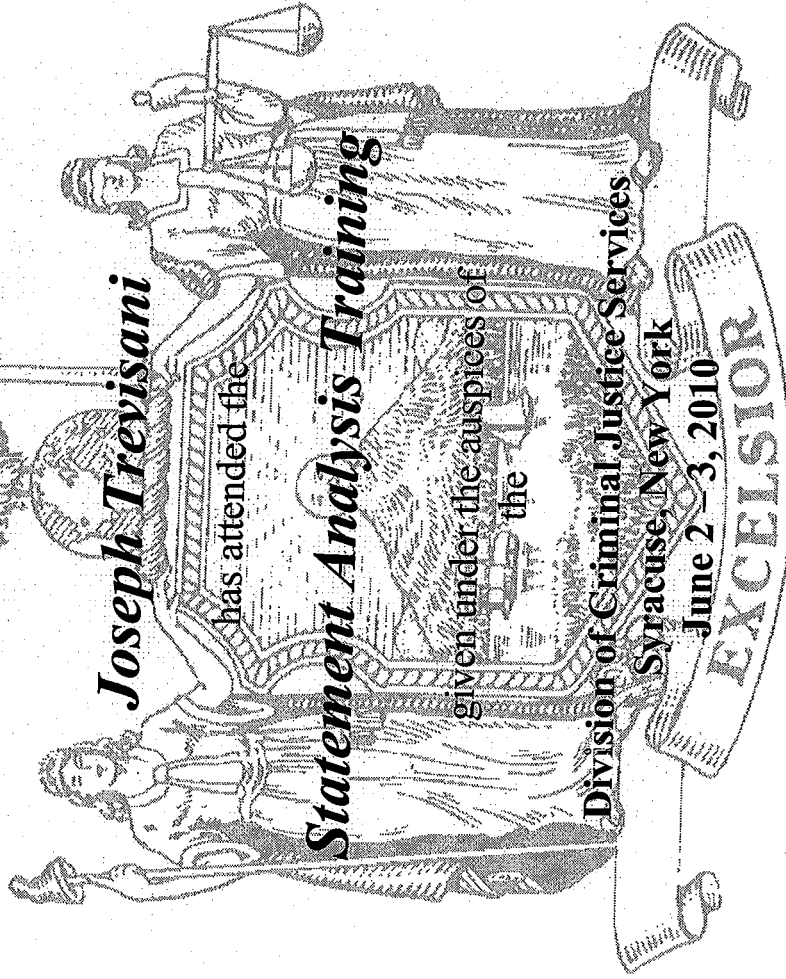 Joseph Trevisani
has attended the
Statement Analysis Training
given under the auspices of
the
Division of Criminal Justice Services
Syracuse, New York
June 2 – 3, 2010
EXCELSIOR